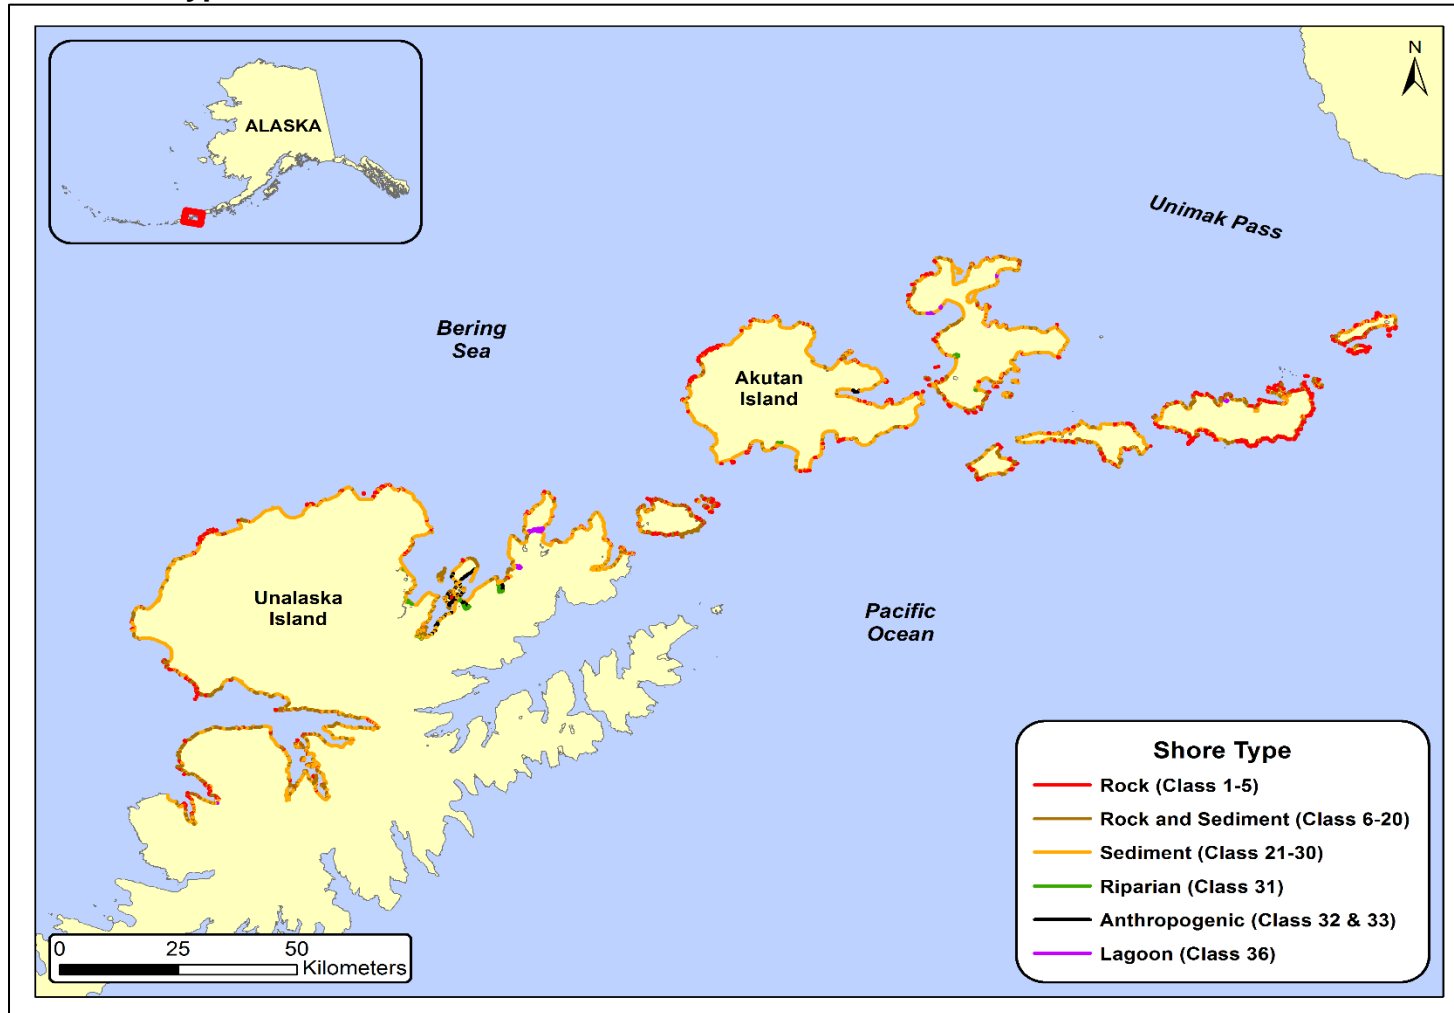 ALASKA
N
Unimak Pass
Bering
Sea
Akutan
Island
Unalaska
Island
Pacific
Ocean
Shore Type
Rock (Class 1-5)
Rock and Sediment (Class 6-20)
Sediment (Class 21-30)
Riparian (Class 31)
Anthropogenic (Class 32 & 33)
Lagoon (Class 36)
0 25 50
Kilometers